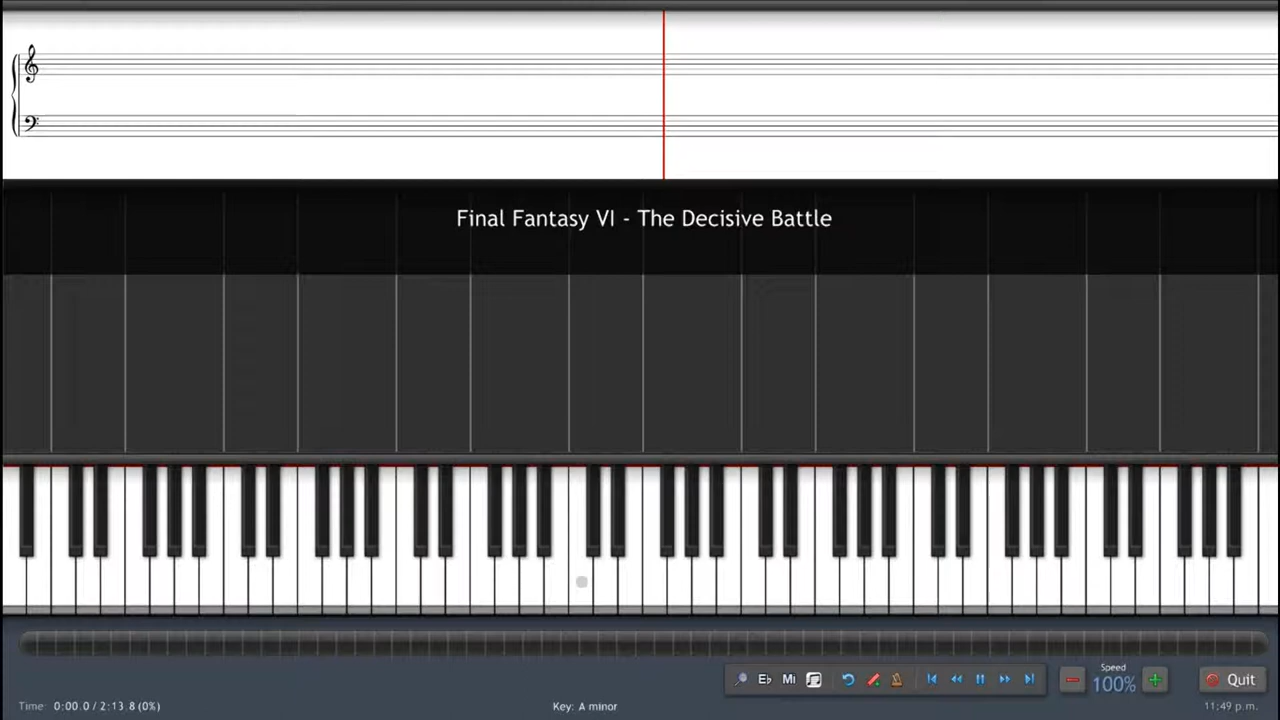 Final Fantasy VI - The Decisive Battle
Speed
E♭ Mi 100% Quit
Time: 0:00.0 / 2:13.8 (0%) Key: A minor 11:49 p.m.